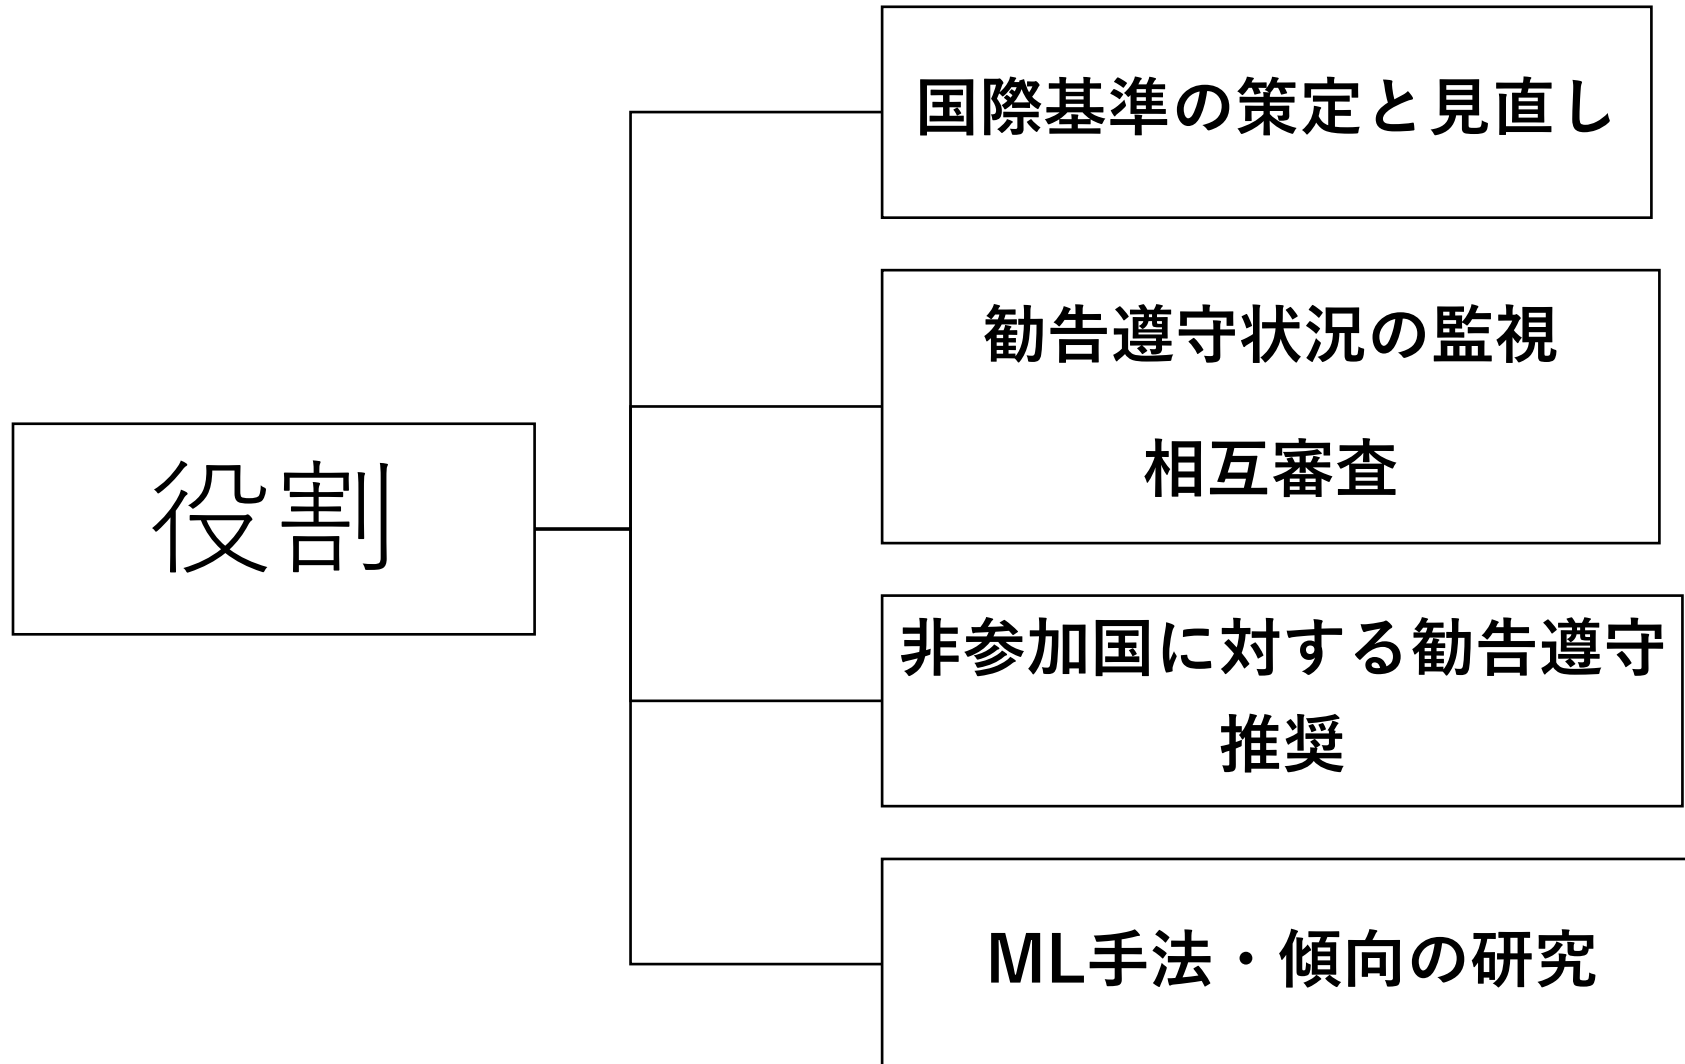 役割
国際基準の策定と見直し
勧告遵守状況の監視
相互審査
非参加国に対する勧告遵守
推奨
ML手法・傾向の研究